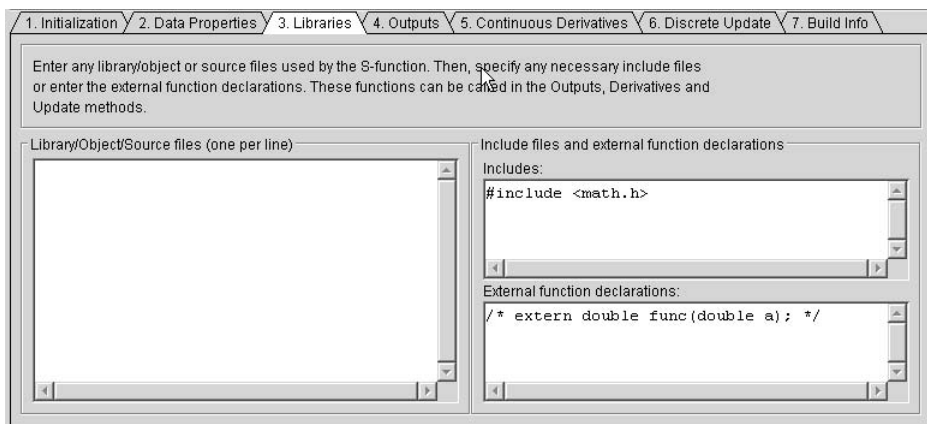 1. Initialization 2. Data Properties 3. Libraries 4. Outputs 5. Continuous Derivatives 6. Discrete Update 7. Build Info
Enter any library/object or source files used by the S-function. Then, specify any necessary include files
or enter the external function declarations. These functions can be called in the Outputs, Derivatives and
Update methods.
Library/Object/Source files (one per line)
Include files and external function declarations
Includes:
#include <math.h>
External function declarations:
/* extern double func(double a); */